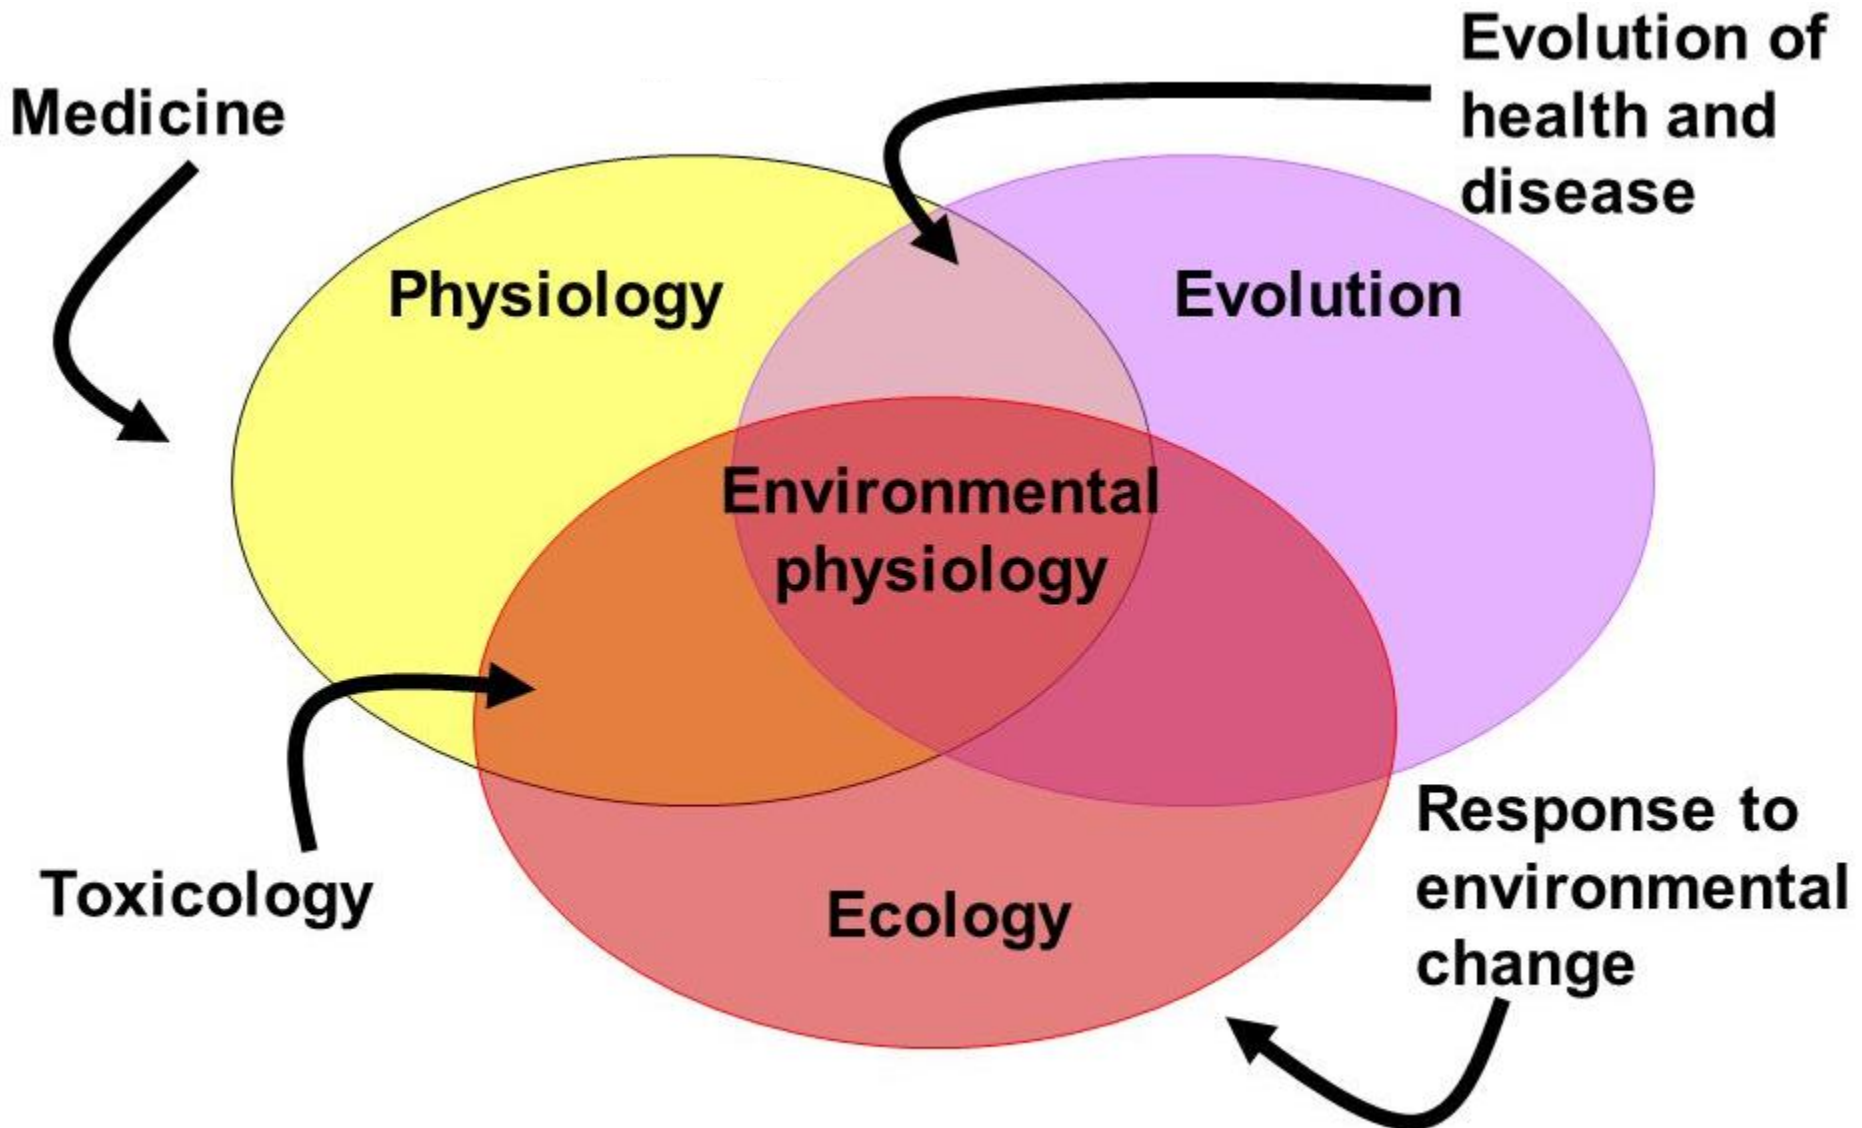 Evolution of
health and
disease
Medicine
Physiology
Evolution
Environmental
physiology
Toxicology
Ecology
Response to
environmental
change